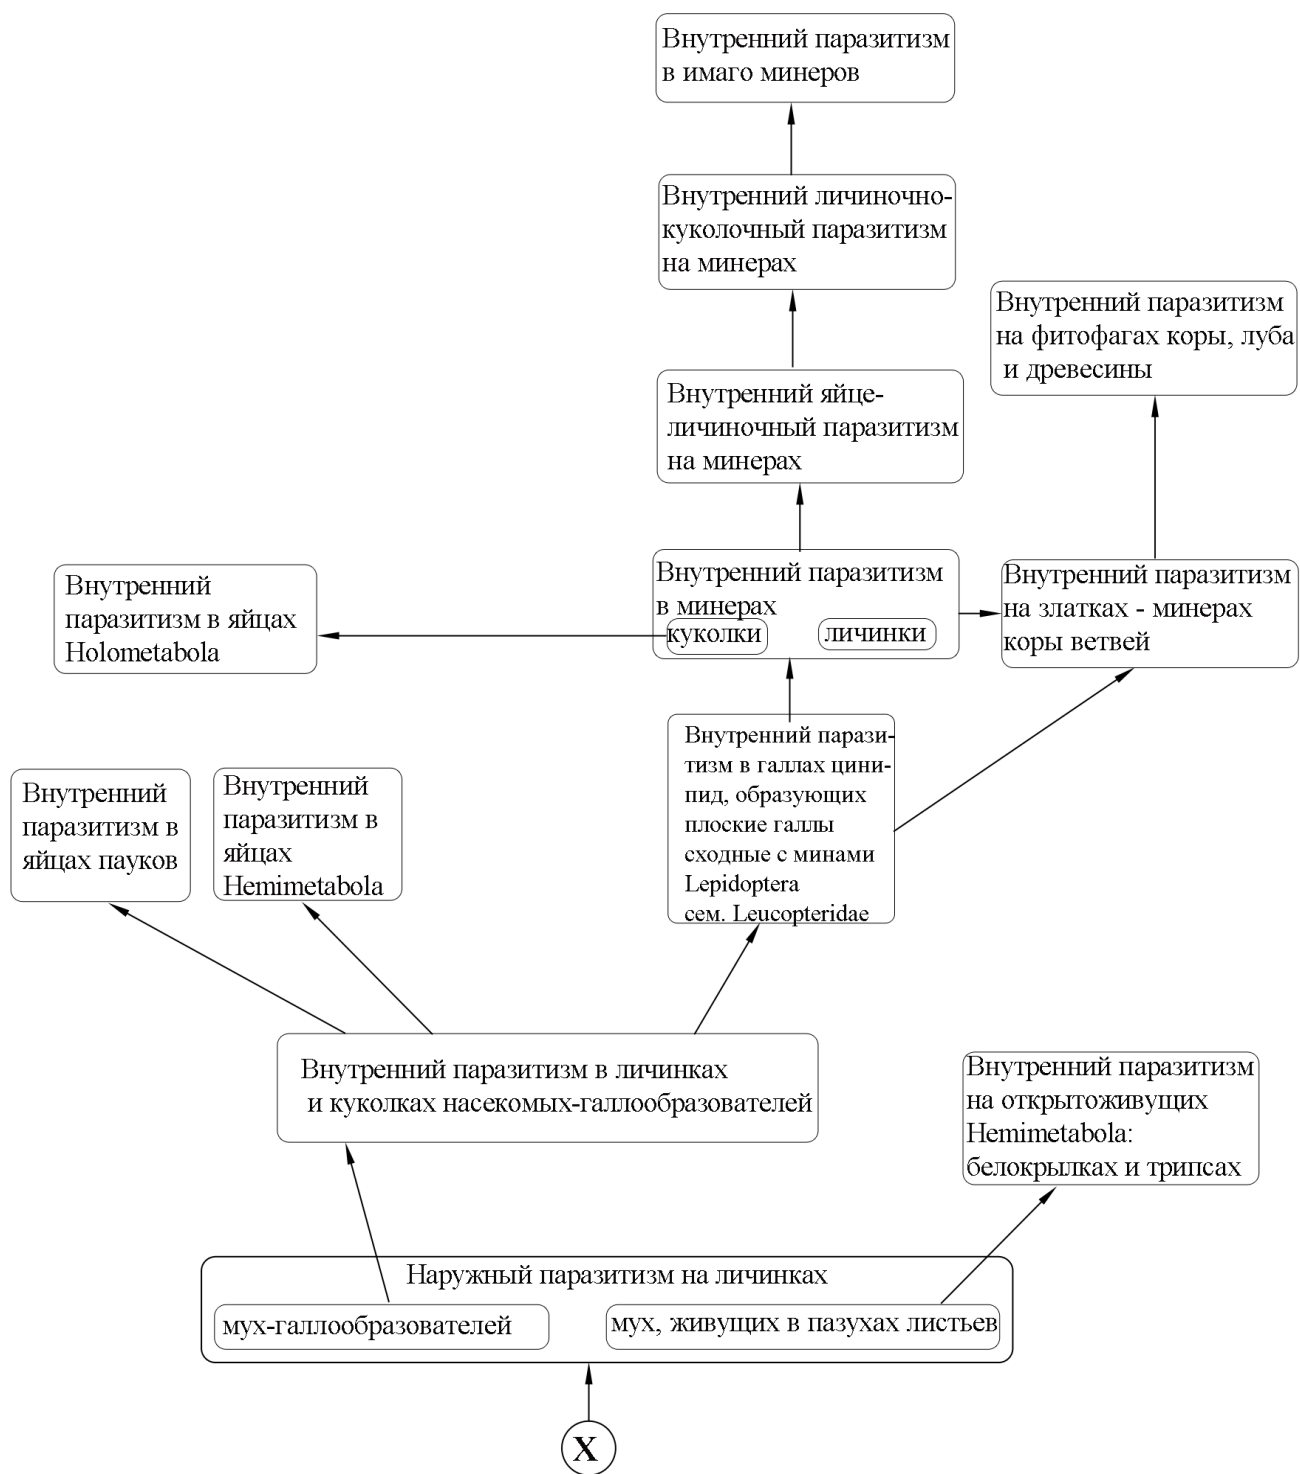 Внутренний паразитизм
в имаго минеров
Внутренний личиночно-
куколочный паразитизм
на минерах
Внутренний паразитизм
на фитофагах коры, луба
и древесины
Внутренний яйце-
личиночный паразитизм
на минерах
Внутренний паразитизм
в минерах
куколки
личинки
Внутренний паразитизм
на златках - минерах
коры ветвей
Внутренний
паразитизм в яйцах
Holometabola
Внутренний парази-
тизм в галлах цини-
пид, образующих
плоские галлы
сходные с минами
Lepidoptera
сем. Leucopteridae
Внутренний
паразитизм в
яйцах пауков
Внутренний
паразитизм в
яйцах
Hemimetabola
Внутренний паразитизм в личинках
и куколках насекомых-галлообразователей
Внутренний паразитизм
на открытоживущих
Hemimetabola:
белокрылках и трипсах
Наружный паразитизм на личинках
мух-галлообразователей
мух, живущих в пазухах листьев
X